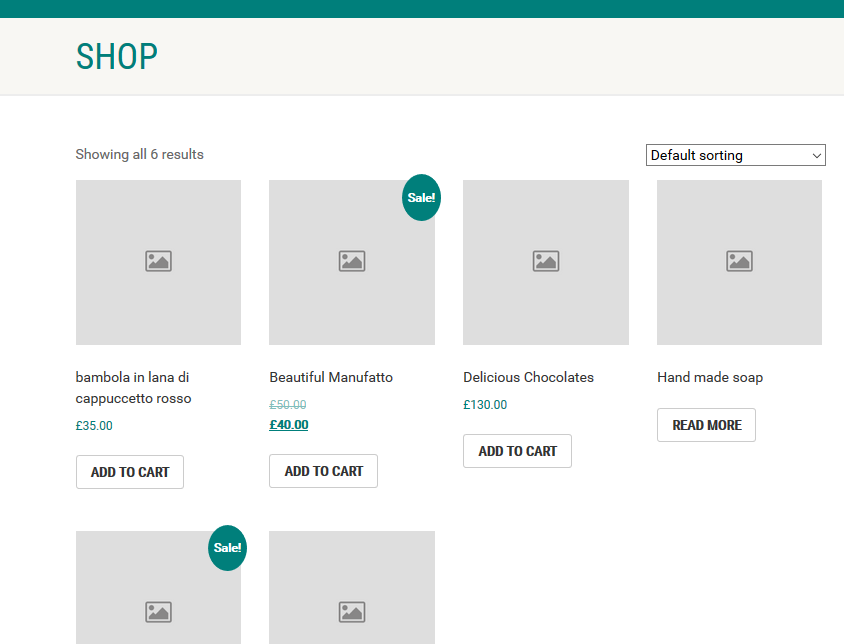 SHOP
Showing all 6 results
Default sorting
Sale!
bambola in lana di
cappuccetto rosso
£35.00
ADD TO CART
Beautiful Manufatto
£50.00
£40.00
ADD TO CART
Delicious Chocolates
£130.00
ADD TO CART
Hand made soap
READ MORE
Sale!